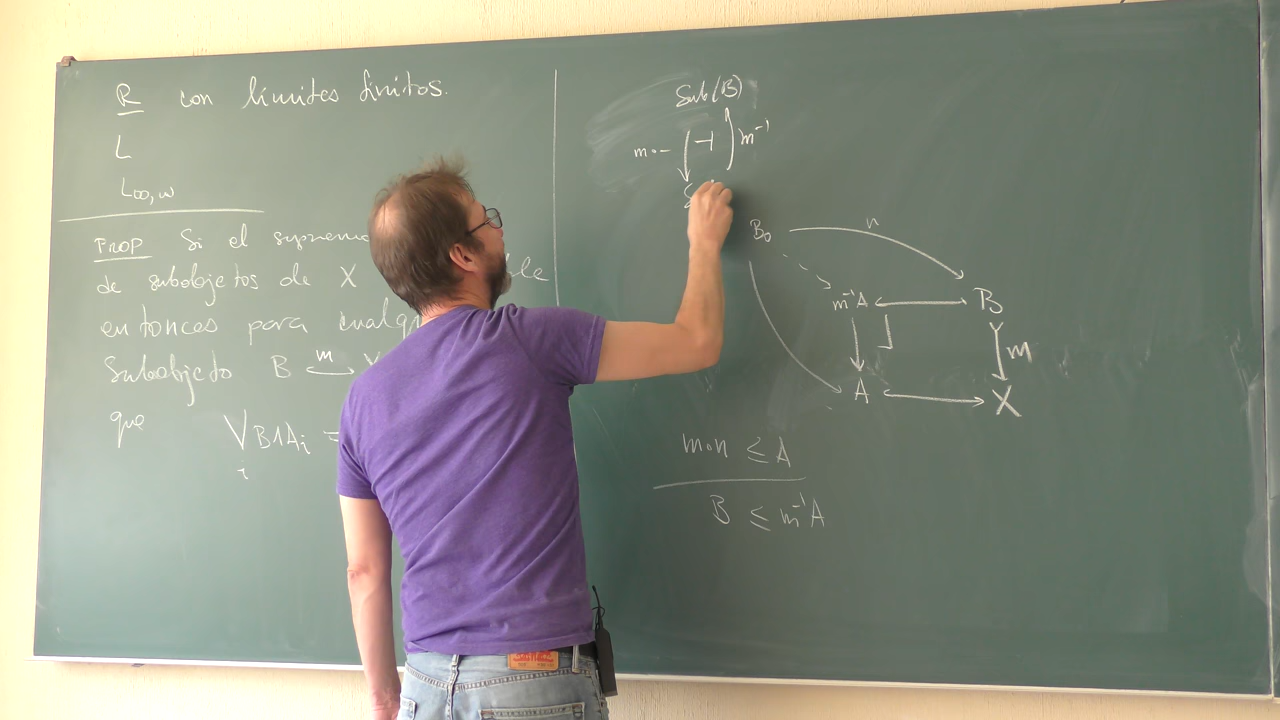 R con límites finitos.
L
L∞,ω
PROP Si el suprem
de subobjetos de X
entonces para cualq
Subobjeto B m
que V B∧Aᵢ =
i
Sub(B)
m∘- ⊣ m⁻¹
B₀ n
m⁻¹A B
m
A X
m∘n ≤ A
B ≤ m⁻¹A